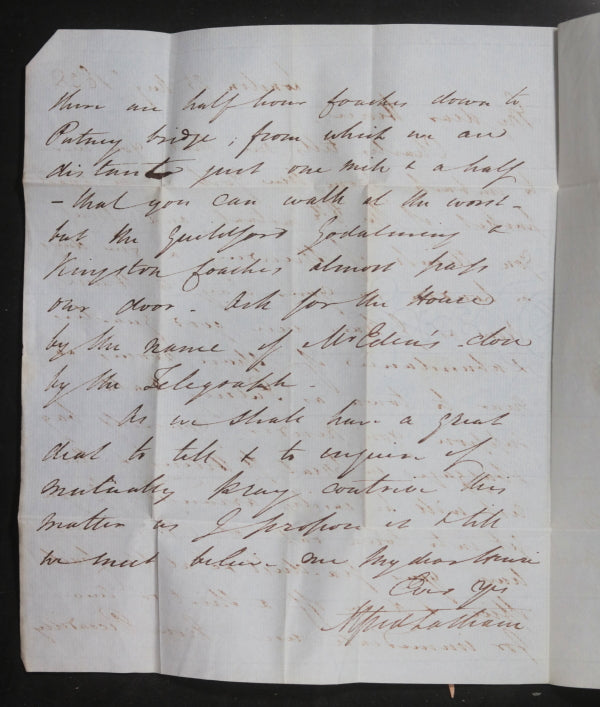 there are half hour Coaches down to
Putney bridge; from which we are
distant just one mile & a half
- that you can walk at the worst -
but the Guildford Godalming &
Kingston Coaches almost pass
our door - Ask for the House
by the name of Mr Eden's close
by the Telegraph -
As we shall have a great
deal to tell & to inquire of
mutually pray contrive this
matter as I propose it & till
we meet believe me My dear
Ever Yrs
Alfred Latham